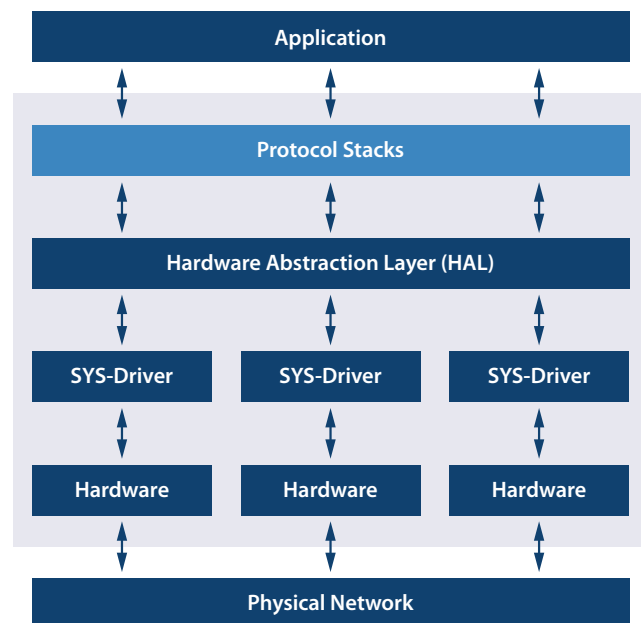 Application
Protocol Stacks
Hardware Abstraction Layer (HAL)
SYS-Driver
SYS-Driver
SYS-Driver
Hardware
Hardware
Hardware
Physical Network